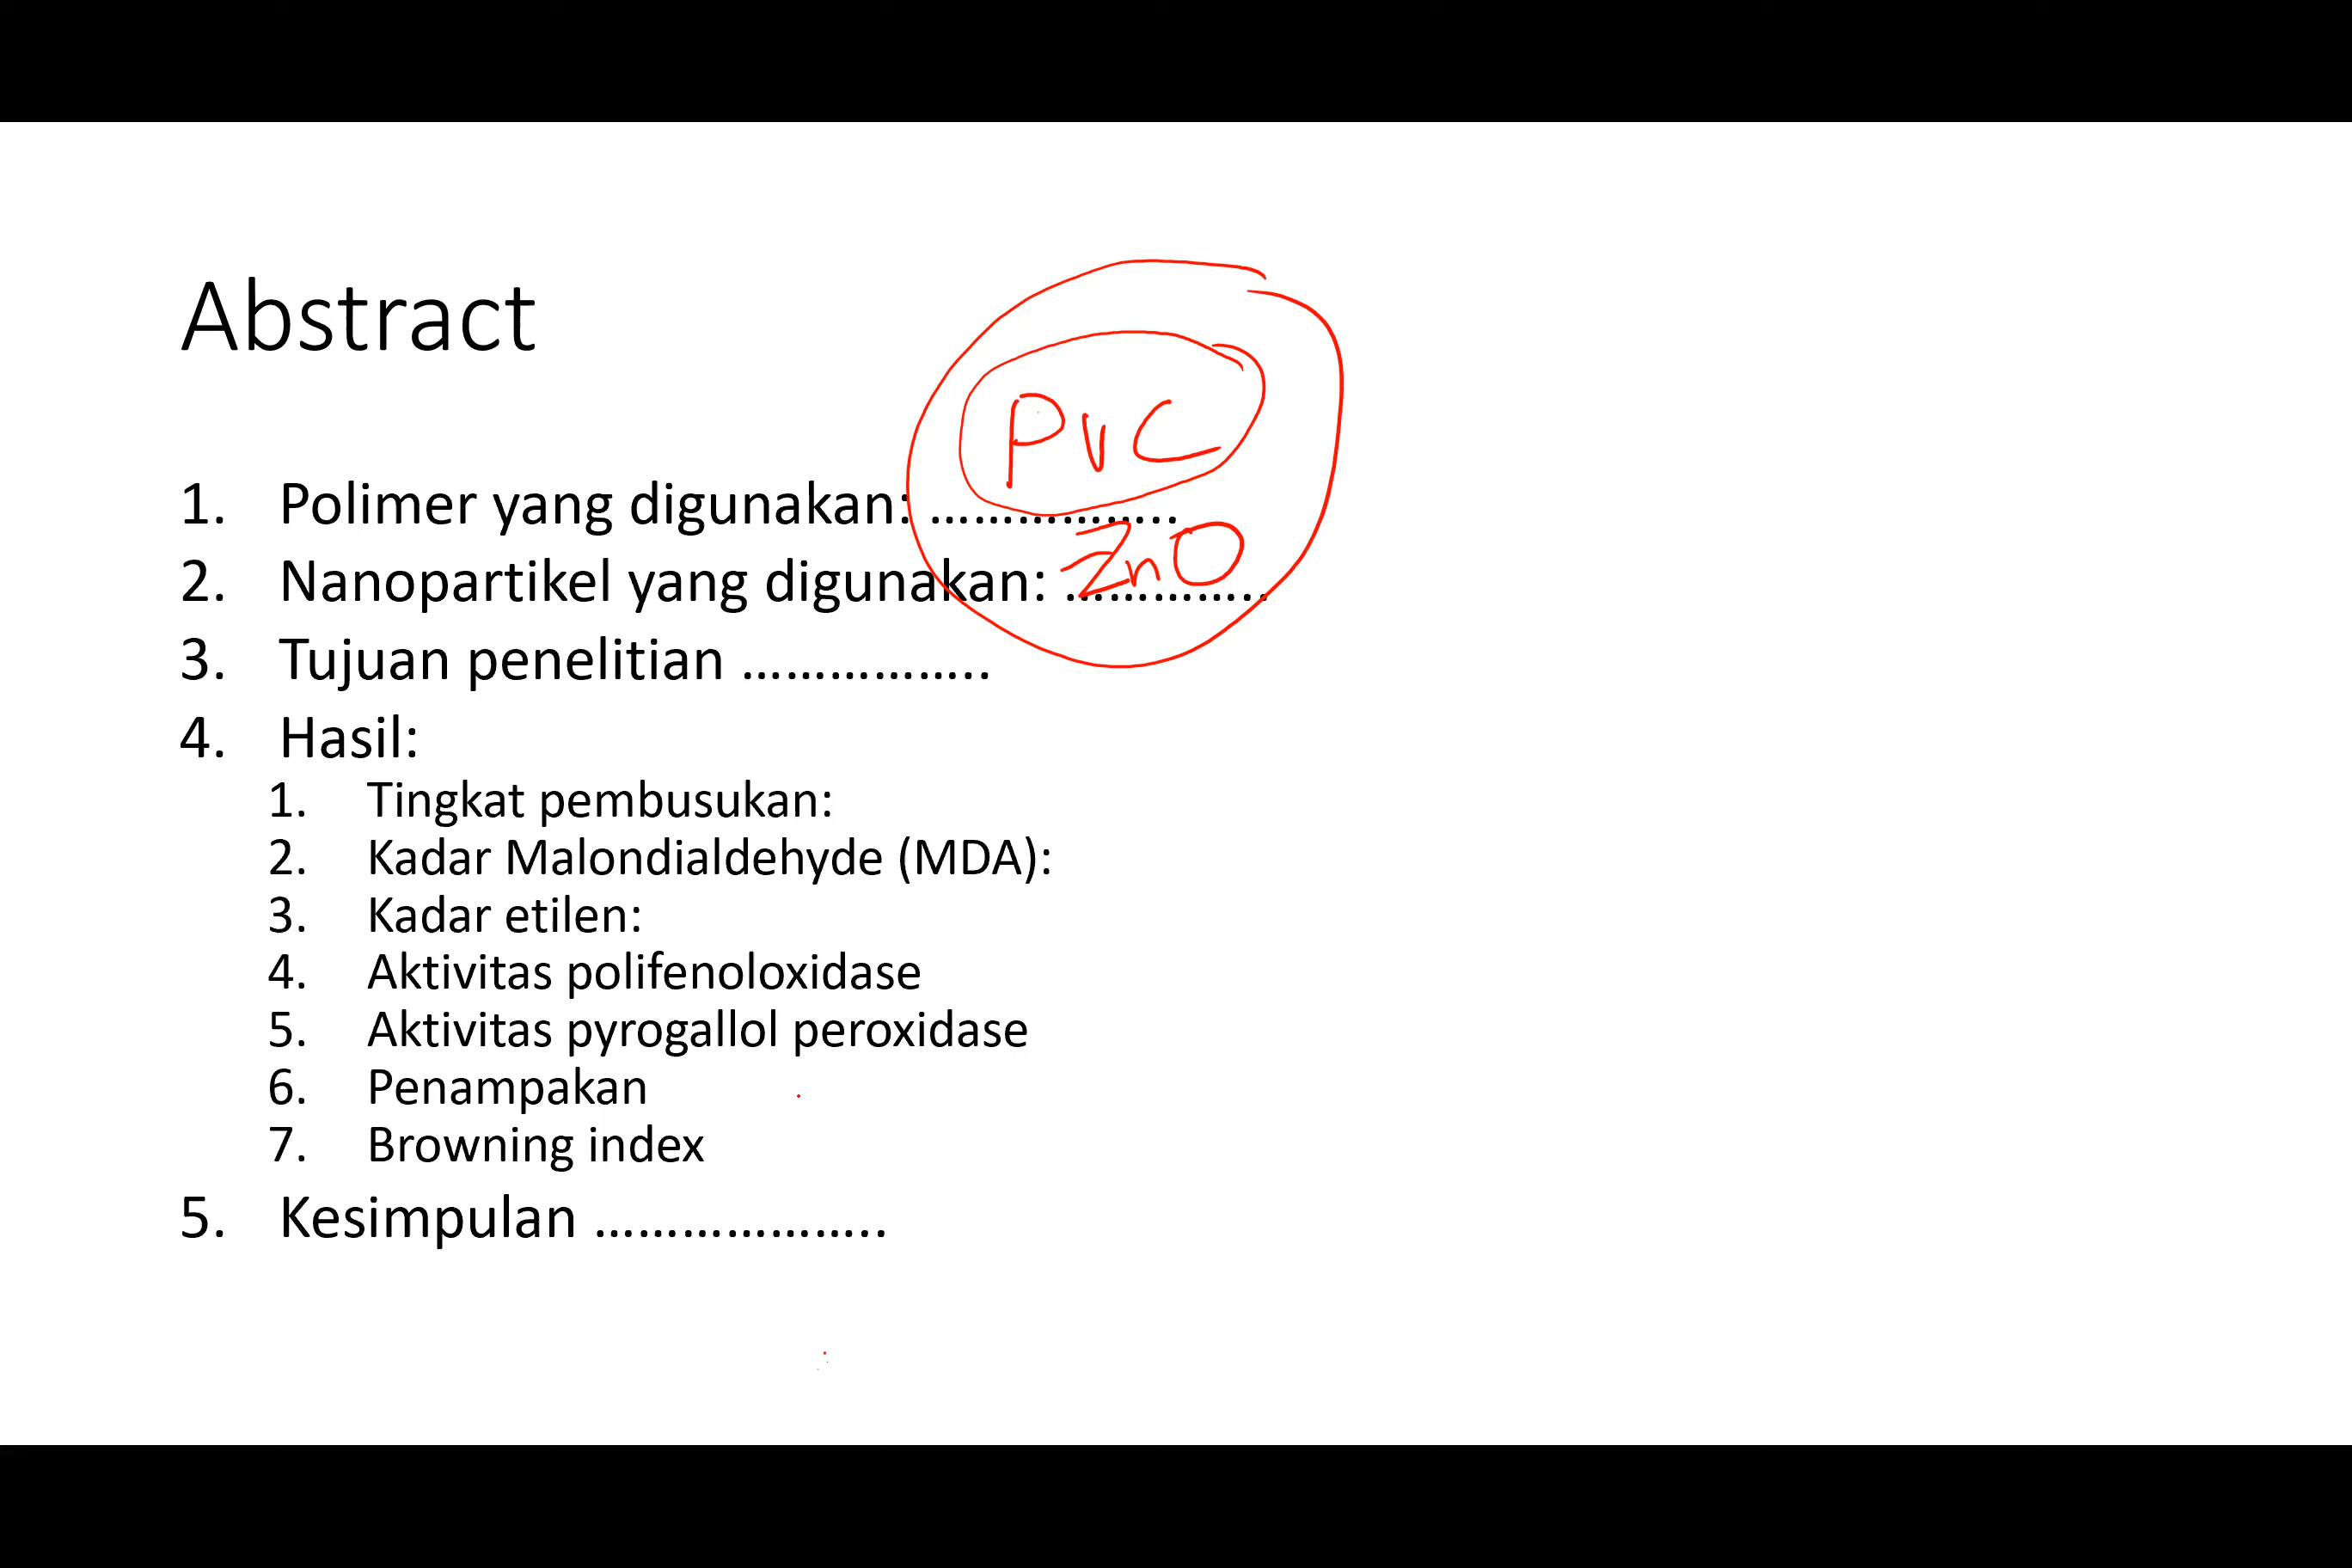 Abstract
PVC
1. Polimer yang digunakan: ……………..
ZnO
2. Nanopartikel yang digunakan: …………..
3. Tujuan penelitian ……………..
4. Hasil:
1. Tingkat pembusukan:
2. Kadar Malondialdehyde (MDA):
3. Kadar etilen:
4. Aktivitas polifenoloxidase
5. Aktivitas pyrogallol peroxidase
6. Penampakan
7. Browning index
5. Kesimpulan ………………..